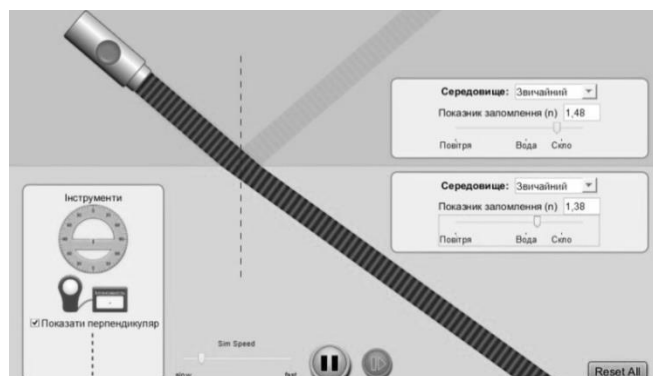 Середовище: Звичайний
Показник заломлення (n) 1,48
Повітря Вода Скло
Середовище: Звичайний
Показник заломлення (n) 1,38
Повітря Вода Скло
Інструменти
Показати перпендикуляр
Sim Speed
Reset All